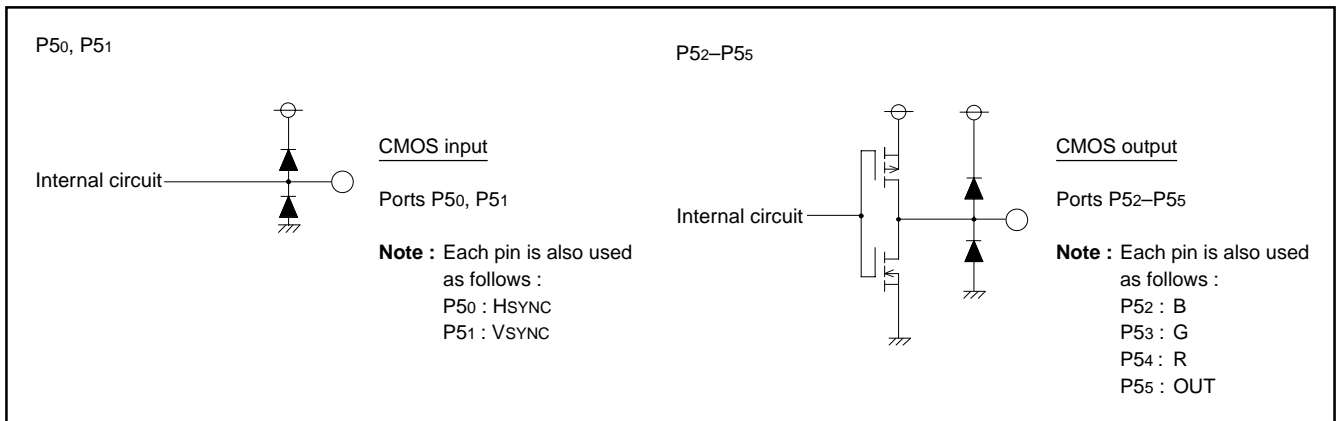 P50, P51
Internal circuit
CMOS input
Ports P50, P51
Note : Each pin is also used
as follows :
P50 : HSYNC
P51 : VSYNC
P52–P55
Internal circuit
CMOS output
Ports P52–P55
Note : Each pin is also used
as follows :
P52 : B
P53 : G
P54 : R
P55 : OUT